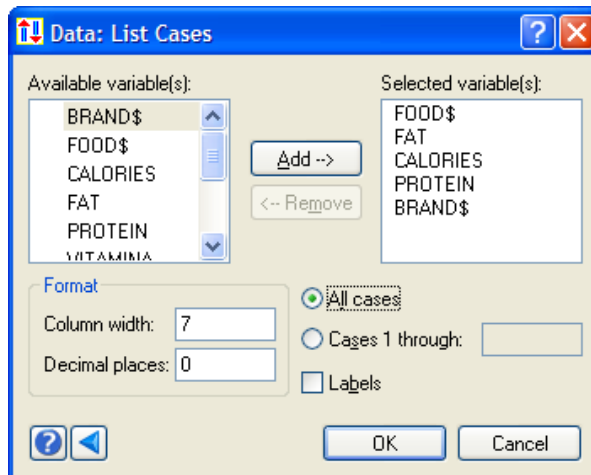 Data: List Cases
Available variable(s):
BRAND$
FOOD$
CALORIES
FAT
PROTEIN
VITAMINA
Add -->
<-- Remove
Selected variable(s):
FOOD$
FAT
CALORIES
PROTEIN
BRAND$
Format
Column width: 7
Decimal places: 0
All cases
Cases 1 through:
Labels
OK
Cancel